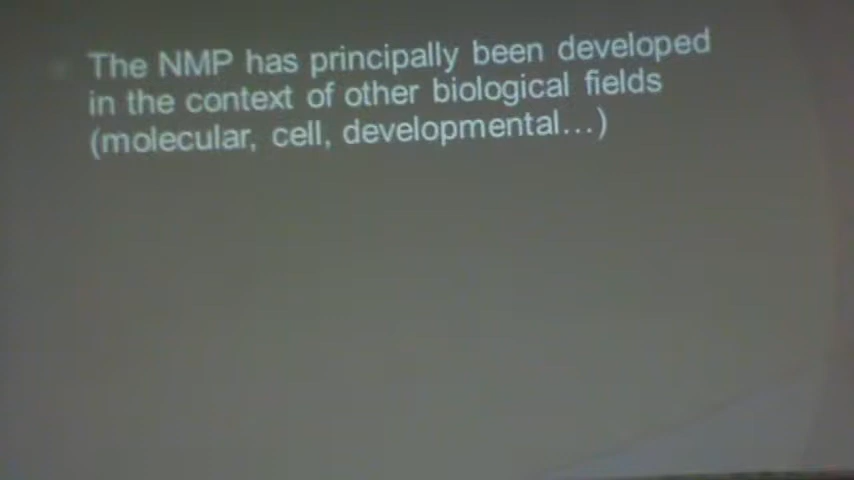 The NMP has principally been developed
in the context of other biological fields
(molecular, cell, developmental...)